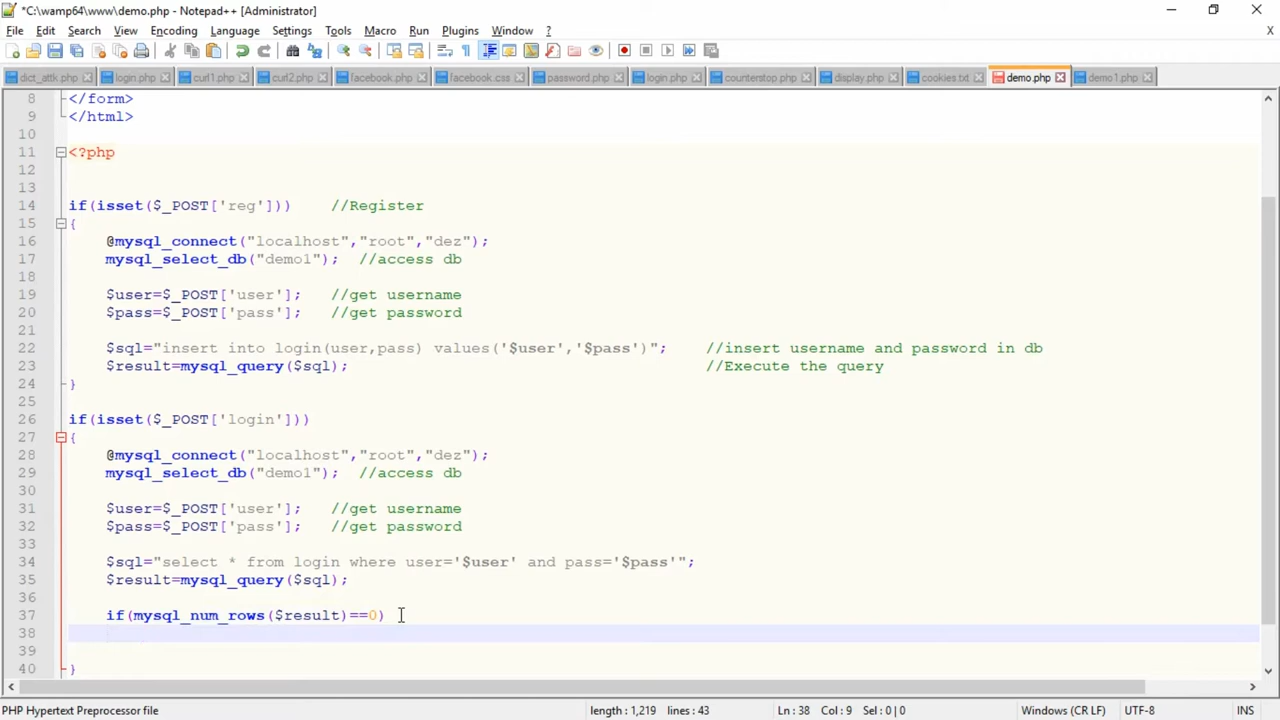 *C:\wamp64\www\demo.php - Notepad++ [Administrator]
File Edit Search View Encoding Language Settings Tools Macro Run Plugins Window ? X
dict_attk.php login.php curl1.php curl2.php facebook.php facebook.css password.php login.php counterstop.php display.php cookies.txt demo.php demo1.php
8 </form>
9 </html>
10
11 <?php
12
13
14 if(isset($_POST['reg'])) //Register
15 {
16 @mysql_connect("localhost","root","dez");
17 mysql_select_db("demo1"); //access db
18
19 $user=$_POST['user']; //get username
20 $pass=$_POST['pass']; //get password
21
22 $sql="insert into login(user,pass) values('$user','$pass')"; //insert username and password in db
23 $result=mysql_query($sql); //Execute the query
24 }
25
26 if(isset($_POST['login']))
27 {
28 @mysql_connect("localhost","root","dez");
29 mysql_select_db("demo1"); //access db
30
31 $user=$_POST['user']; //get username
32 $pass=$_POST['pass']; //get password
33
34 $sql="select * from login where user='$user' and pass='$pass'";
35 $result=mysql_query($sql);
36
37 if(mysql_num_rows($result)==0)
38
39
40 }
PHP Hypertext Preprocessor file length : 1,219 lines : 43 Ln : 38 Col : 9 Sel : 0 | 0 Windows (CR LF) UTF-8 INS